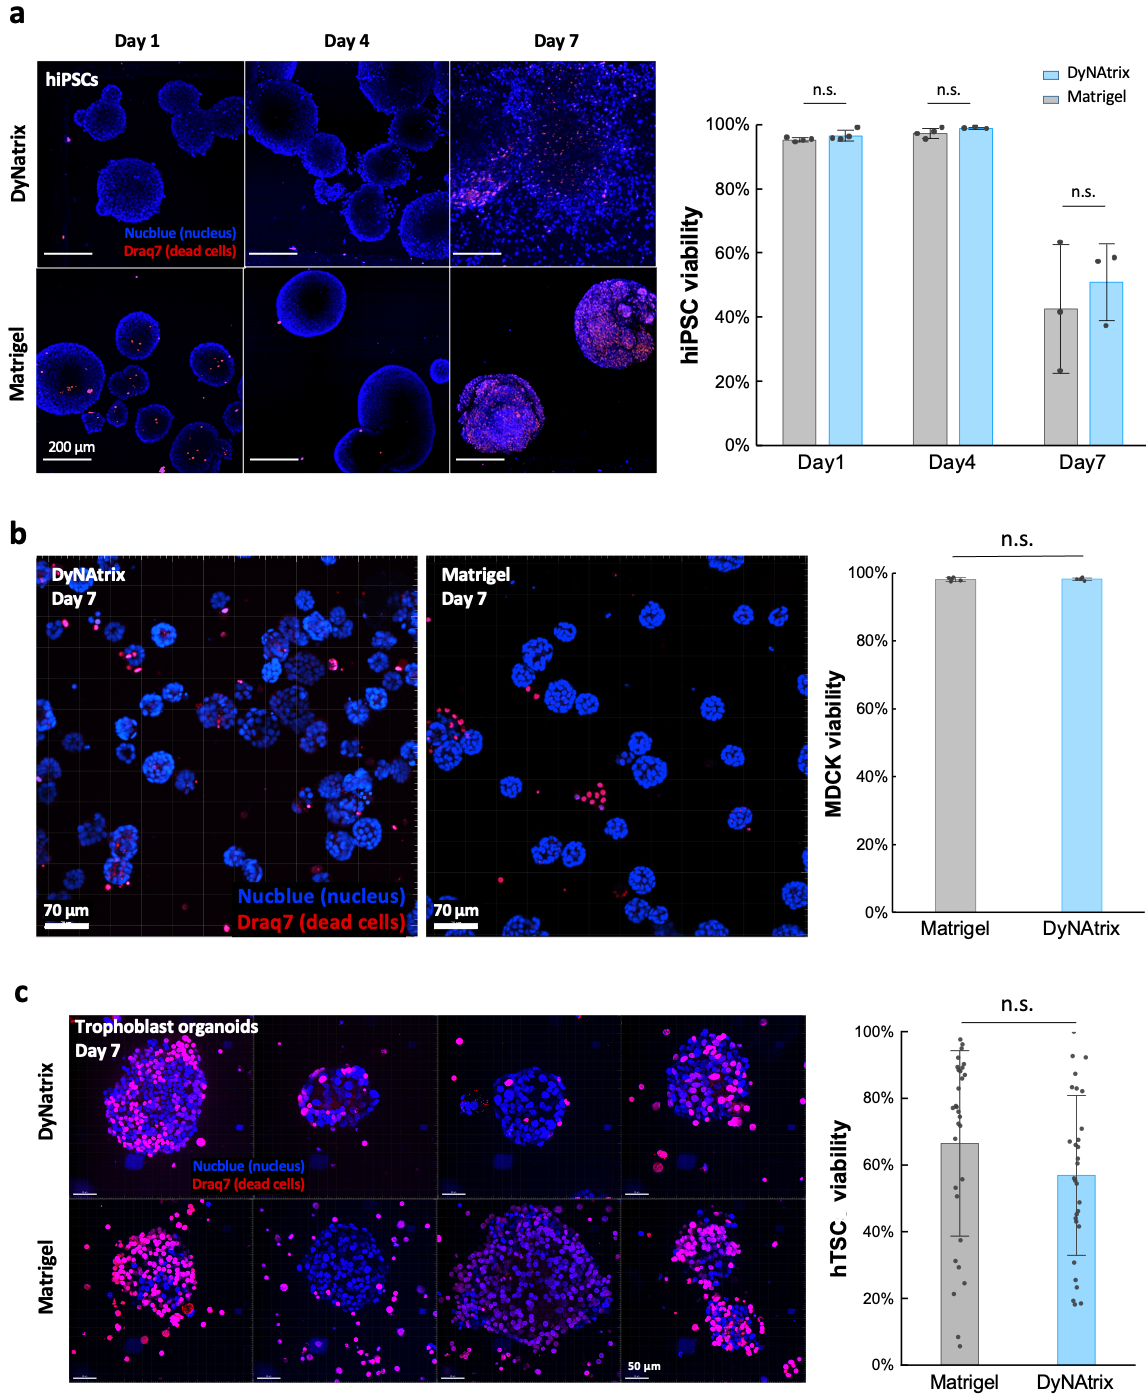 a
Day 1
Day 4
Day 7
hiPSCs
DyNatrix
Nucblue (nucleus)
Draq7 (dead cells)
Matrigel
200 µm
DyNAtrix
Matrigel
n.s.
n.s.
n.s.
hiPSC viability
100%
80%
60%
40%
20%
0%
Day1
Day4
Day7
b
DyNAtrix
Day 7
Nucblue (nucleus)
Draq7 (dead cells)
70 µm
Matrigel
Day 7
70 µm
n.s.
MDCK viability
100%
80%
60%
40%
20%
0%
Matrigel
DyNAtrix
c
Trophoblast organoids
Day 7
DyNatrix
Nucblue (nucleus)
Draq7 (dead cells)
Matrigel
50 µm
n.s.
hTSC viability
100%
80%
60%
40%
20%
0%
Matrigel
DyNAtrix